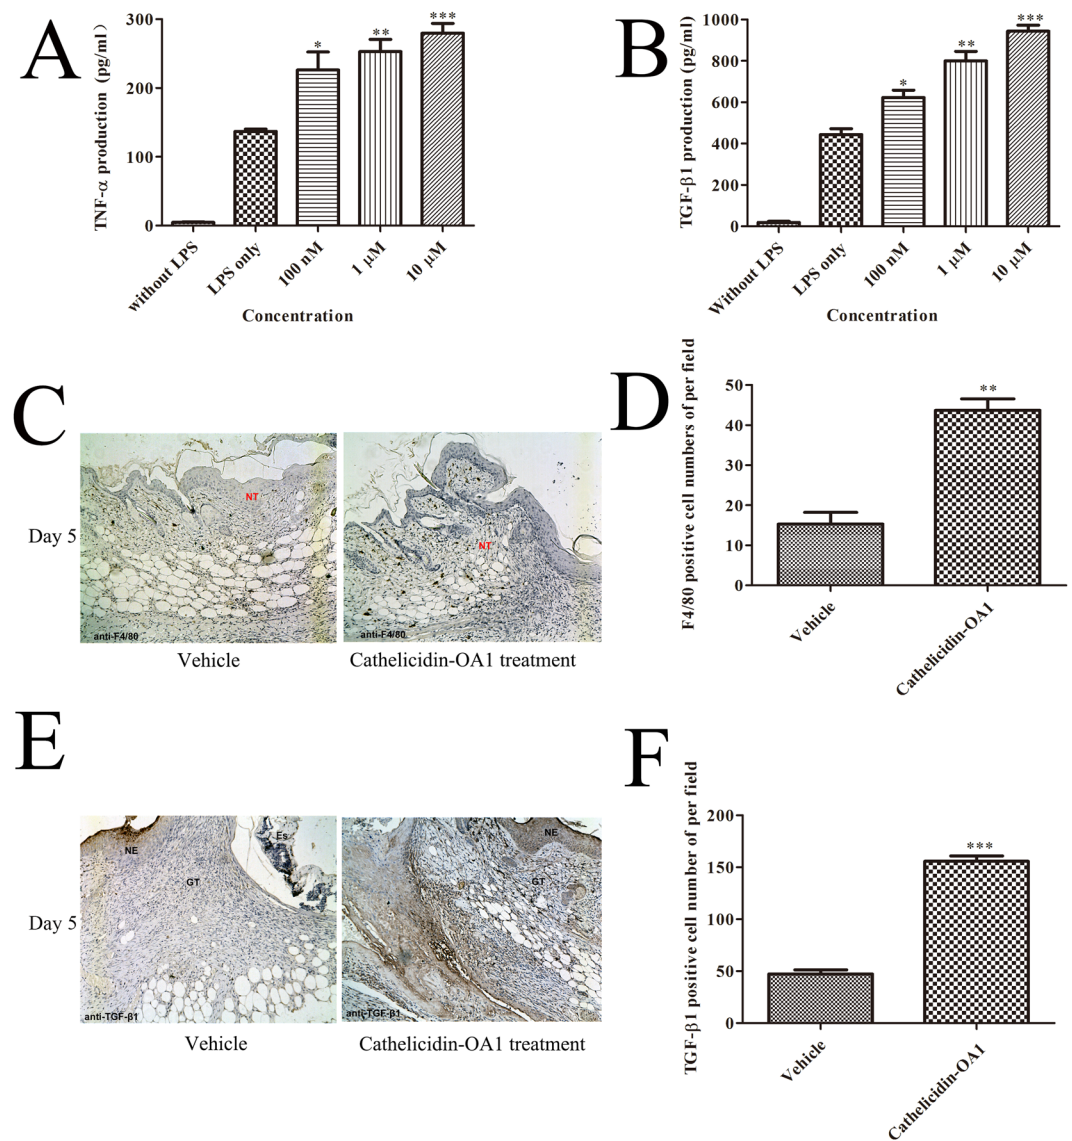 A
TNF-α production (pg/ml)
300
200
100
0
*
**
***
without LPS
LPS only
100 nM
1 μM
10 μM
Concentration
B
TGF-β1 production (pg/ml)
1000
800
600
400
200
0
*
**
***
Without LPS
LPS only
100 nM
1 μM
10 μM
Concentration
C
Day 5
NT
anti-F4/80
Vehicle
NT
anti-F4/80
Cathelicidin-OA1 treatment
D
F4/80 positive cell numbers of per field
50
40
30
20
10
0
**
Vehicle
Cathelicidin-OA1
E
Day 5
NE
GT
Es
anti-TGF-β1
Vehicle
NE
GT
anti-TGF-β1
Cathelicidin-OA1 treatment
F
TGF-β1 positive cell number of per field
200
150
100
50
0
***
Vehicle
Cathelicidin-OA1